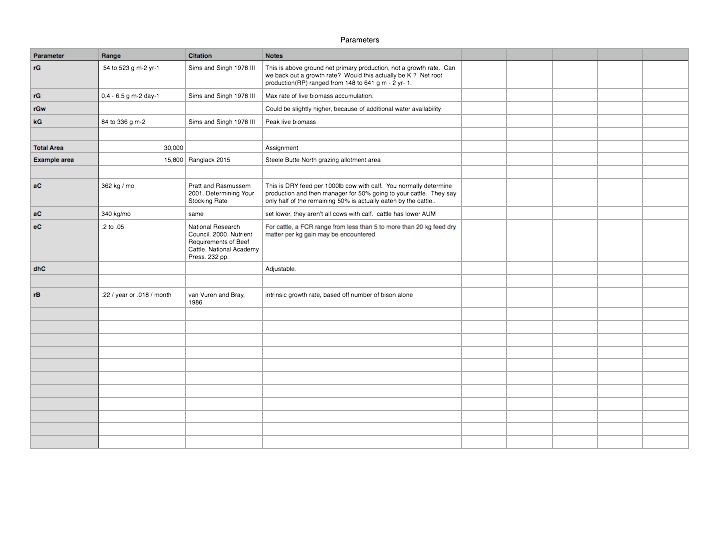 Parameters
Parameter Range Citation Notes
rG 54 to 523 g m-2 yr-1 Sims and Singh 1978 III This is above ground net primary production, not a growth rate. Can
we back out a growth rate? Would this actually be K ? Net root
production(RP) ranged from 148 to 641 g m - 2 yr- 1.
rG 0.4 - 6.5 g m-2 day-1 Sims and Singh 1978 III Max rate of live biomass accumulation.
rGw Could be slightly higher, because of additional water availability
kG 84 to 336 g m-2 Sims and Singh 1978 III Peak live biomass
Total Area 30,000 Assignment
Example area 15,800 Ranglack 2015 Steele Butte North grazing allotment area
aC 362 kg / mo Pratt and Rasmussem This is DRY feed per 1000lb cow with calf. You normally determine
2001. Determining Your production and then manager for 50% going to your cattle. They say
Stocking Rate only half of the remaining 50% is actually eaten by the cattle..
aC 340 kg/mo same set lower, they aren't all cows with calf. cattle has lower AUM
eC .2 to .05 National Research For cattle, a FCR range from less than 5 to more than 20 kg feed dry
Council. 2000. Nutrient matter per kg gain may be encountered
Requirements of Beef
Cattle. National Academy
Press. 232 pp.
dhC Adjustable.
rB .22 / year or .018 / month van Vuren and Bray, intrinsic growth rate, based off number of bison alone
1986